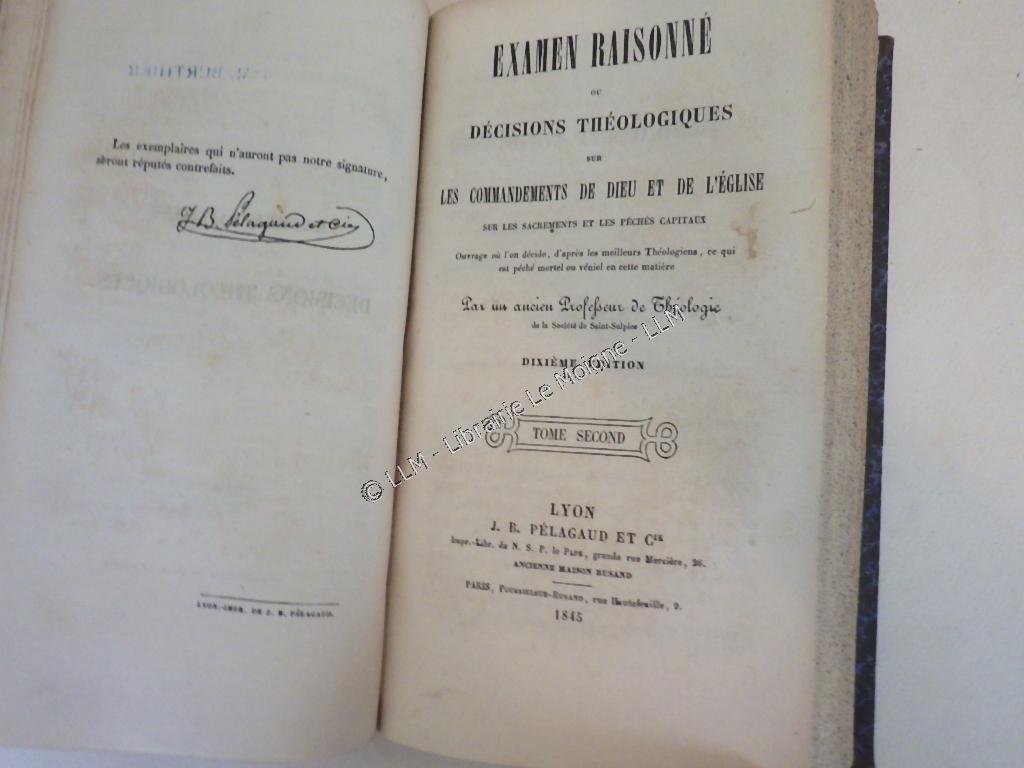 Les exemplaires qui n'auront pas notre signature,
seront réputés contrefaits.
J.B. Pélagaud et Cie
LYON.-IMPR. DE J. B. PÉLAGAUD.
EXAMEN RAISONNÉ
OU
DÉCISIONS THÉOLOGIQUES
SUR
LES COMMANDEMENTS DE DIEU ET DE L'ÉGLISE
SUR LES SACREMENTS ET LES PÉCHÉS CAPITAUX
Ouvrage où l'on décide, d'après les meilleurs Théologiens, ce qui
est péché mortel ou véniel en cette matière
Par un ancien Professeur de Théologie
de la Société de Saint-Sulpice
DIXIÈME ÉDITION
TOME SECOND
LYON
J. B. PÉLAGAUD ET Cie
Impr.-Libr. de N. S. P. le PAPE, grande rue Mercière, 26.
ANCIENNE MAISON RUSAND
PARIS, POUSSIELGUE-RUSAND, rue Hautefeuille, 9.
1845
© LLM - Librairie Le Moigne - LLM